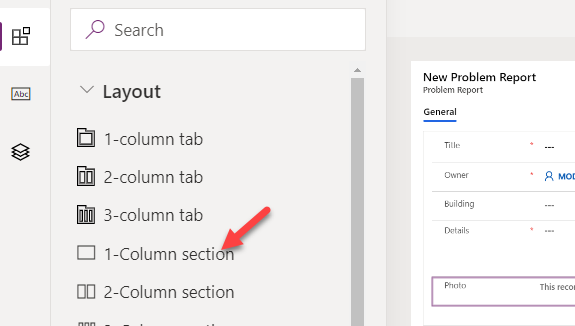 Search
Abc
Layout
1-column tab
2-column tab
3-column tab
1-Column section
2-Column section
New Problem Report
Problem Report
General
Title * ---
Owner * MOD
Building ---
Details * ---
Photo This reco